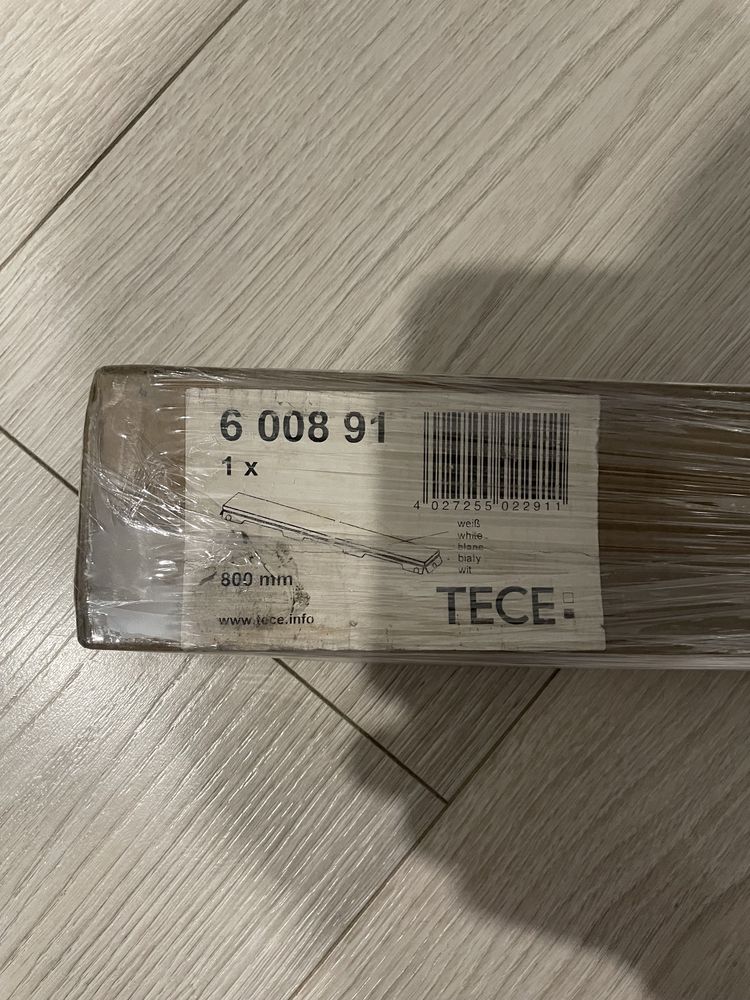 6 008 91
1 x
4 027255 022911
weiß
white
blanc
biały
wit
800 mm
www.tece.info
TECE